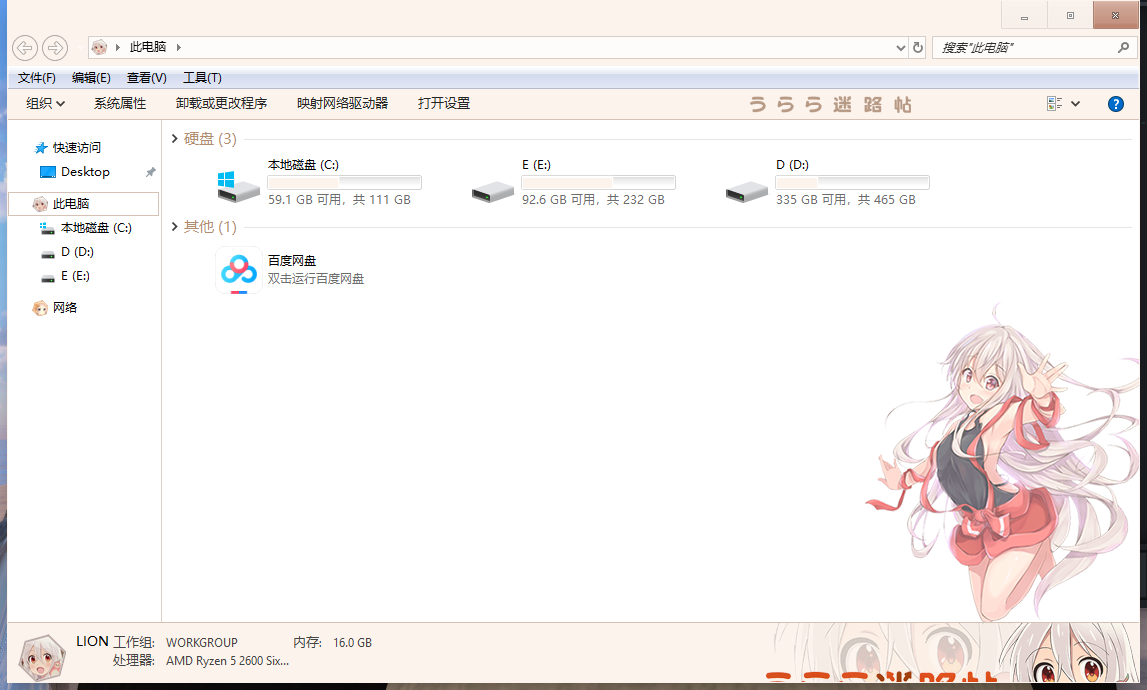 此电脑
搜索"此电脑"
文件(F) 编辑(E) 查看(V) 工具(T)
组织 系统属性 卸载或更改程序 映射网络驱动器 打开设置 うらら迷路帖
快速访问
Desktop
此电脑
本地磁盘 (C:)
D (D:)
E (E:)
网络
硬盘 (3)
本地磁盘 (C:)
59.1 GB 可用，共 111 GB
E (E:)
92.6 GB 可用，共 232 GB
D (D:)
335 GB 可用，共 465 GB
其他 (1)
百度网盘
双击运行百度网盘
LION 工作组: WORKGROUP 内存: 16.0 GB
处理器: AMD Ryzen 5 2600 Six...